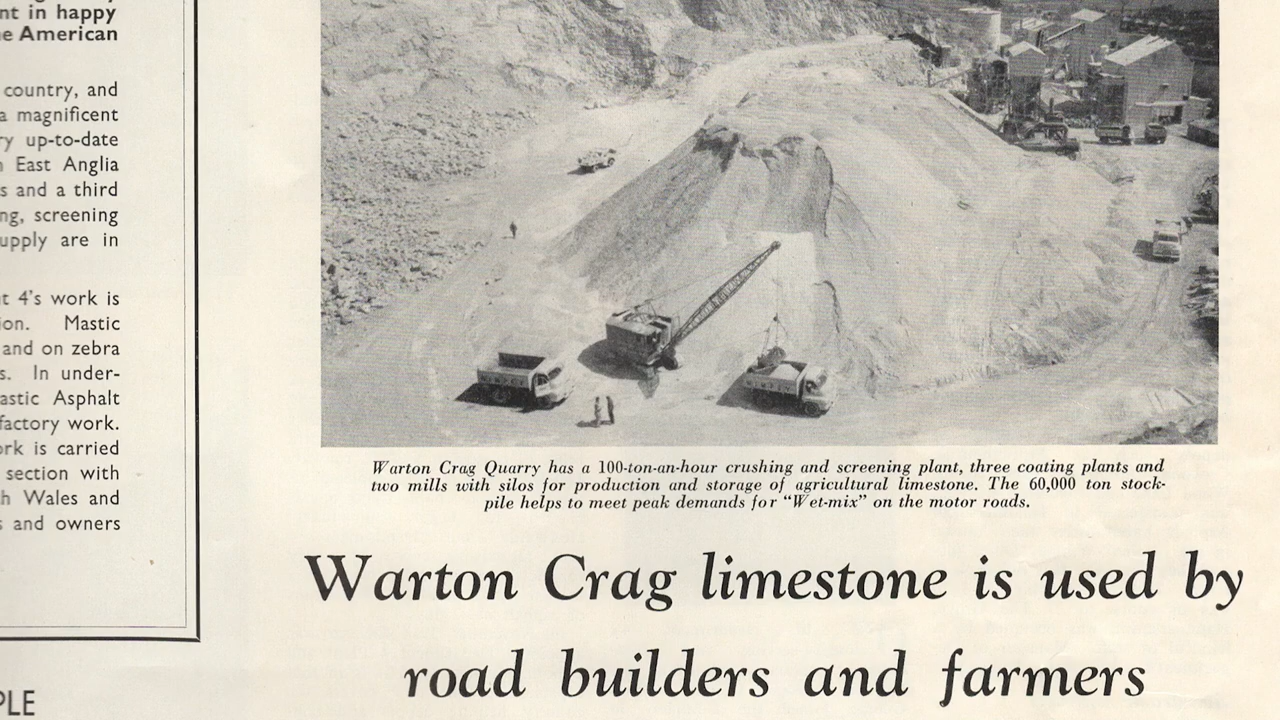 nt in happy
e American
country, and
a magnificent
ry up-to-date
East Anglia
s and a third
ng, screening
upply are in
t 4's work is
ion. Mastic
and on zebra
s. In under-
astic Asphalt
factory work.
ork is carried
section with
h Wales and
s and owners
PLE
Warton Crag Quarry has a 100-ton-an-hour crushing and screening plant, three coating plants and
two mills with silos for production and storage of agricultural limestone. The 60,000 ton stock-
pile helps to meet peak demands for "Wet-mix" on the motor roads.
Warton Crag limestone is used by
road builders and farmers